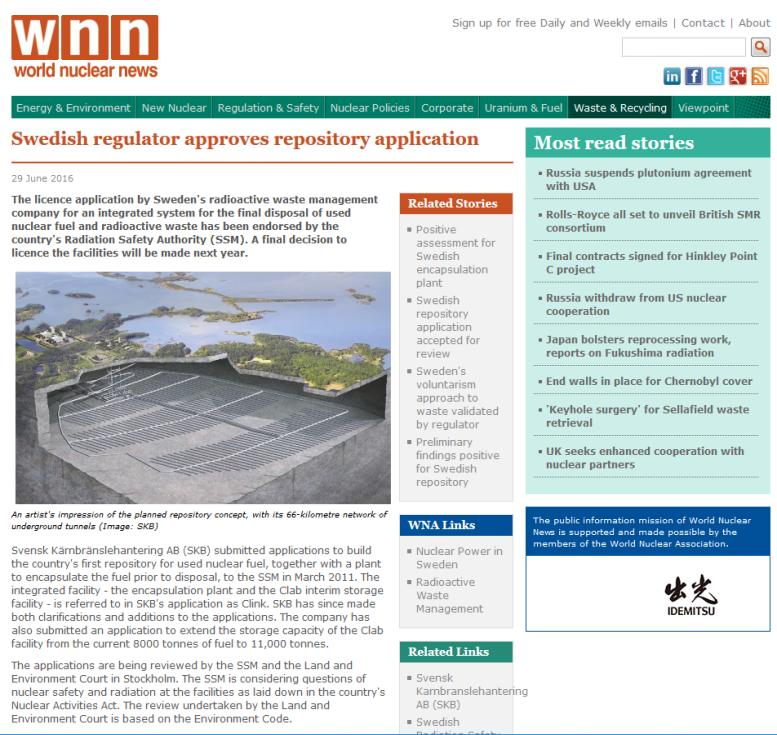 wnn
world nuclear news
Sign up for free Daily and Weekly emails | Contact | About
Energy & Environment
New Nuclear
Regulation & Safety
Nuclear Policies
Corporate
Uranium & Fuel
Waste & Recycling
Viewpoint
Swedish regulator approves repository application
29 June 2016
The licence application by Sweden's radioactive waste management
company for an integrated system for the final disposal of used
nuclear fuel and radioactive waste has been endorsed by the
country's Radiation Safety Authority (SSM). A final decision to
licence the facilities will be made next year.
An artist's impression of the planned repository concept, with its 66-kilometre network of
underground tunnels (Image: SKB)
Svensk Kärnbränslehantering AB (SKB) submitted applications to build
the country's first repository for used nuclear fuel, together with a plant
to encapsulate the fuel prior to disposal, to the SSM in March 2011. The
integrated facility - the encapsulation plant and the Clab interim storage
facility - is referred to in SKB's application as Clink. SKB has since made
both clarifications and additions to the applications. The company has
also submitted an application to extend the storage capacity of the Clab
facility from the current 8000 tonnes of fuel to 11,000 tonnes.
The applications are being reviewed by the SSM and the Land and
Environment Court in Stockholm. The SSM is considering questions of
nuclear safety and radiation at the facilities as laid down in the country's
Nuclear Activities Act. The review undertaken by the Land and
Environment Court is based on the Environment Code.
Related Stories
Positive
assessment for
Swedish
encapsulation
plant
Swedish
repository
application
accepted for
review
Sweden's
voluntarism
approach to
waste validated
by regulator
Preliminary
findings positive
for Swedish
repository
WNA Links
Nuclear Power in
Sweden
Radioactive
Waste
Management
Related Links
Svensk
Karnbranslehantering
AB (SKB)
Swedish
Radiation Safety
Most read stories
Russia suspends plutonium agreement
with USA
Rolls-Royce all set to unveil British SMR
consortium
Final contracts signed for Hinkley Point
C project
Russia withdraw from US nuclear
cooperation
Japan bolsters reprocessing work,
reports on Fukushima radiation
End walls in place for Chernobyl cover
'Keyhole surgery' for Sellafield waste
retrieval
UK seeks enhanced cooperation with
nuclear partners
The public information mission of World Nuclear
News is supported and made possible by the
members of the World Nuclear Association.
出光
IDEMITSU